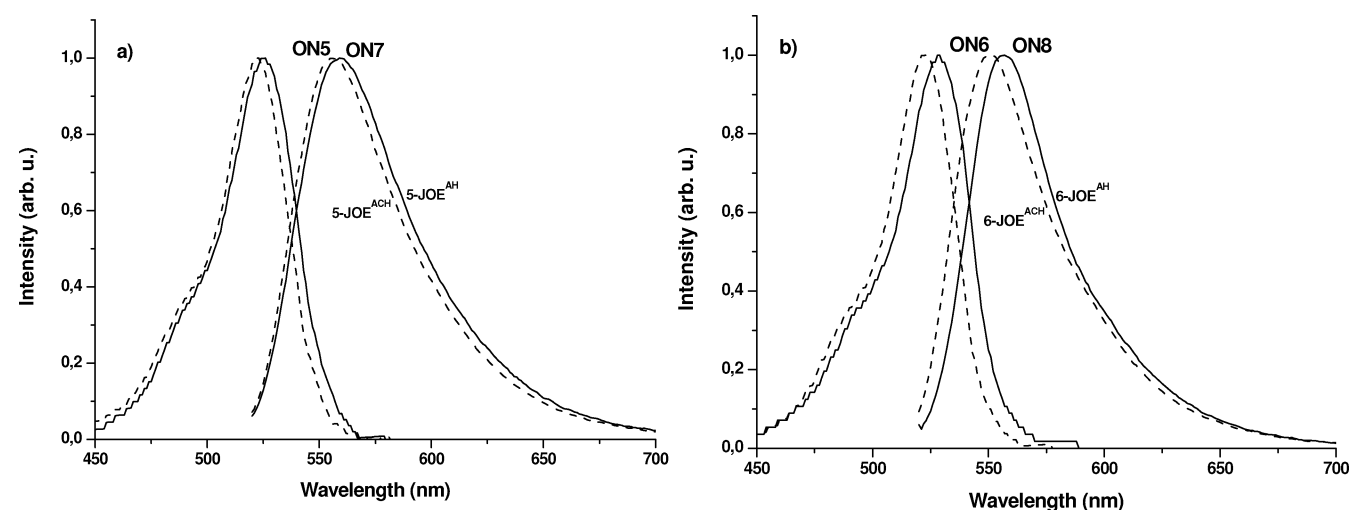 a)
ON5 ON7
1,0
0,8
0,6
0,4
0,2
0,0
5-JOE^AH
5-JOE^ACH
450 500 550 600 650 700
Wavelength (nm)
Intensity (arb. u.)
b)
ON6 ON8
1,0
0,8
0,6
0,4
0,2
0,0
6-JOE^AH
6-JOE^ACH
450 500 550 600 650 700
Wavelength (nm)
Intensity (arb. u.)